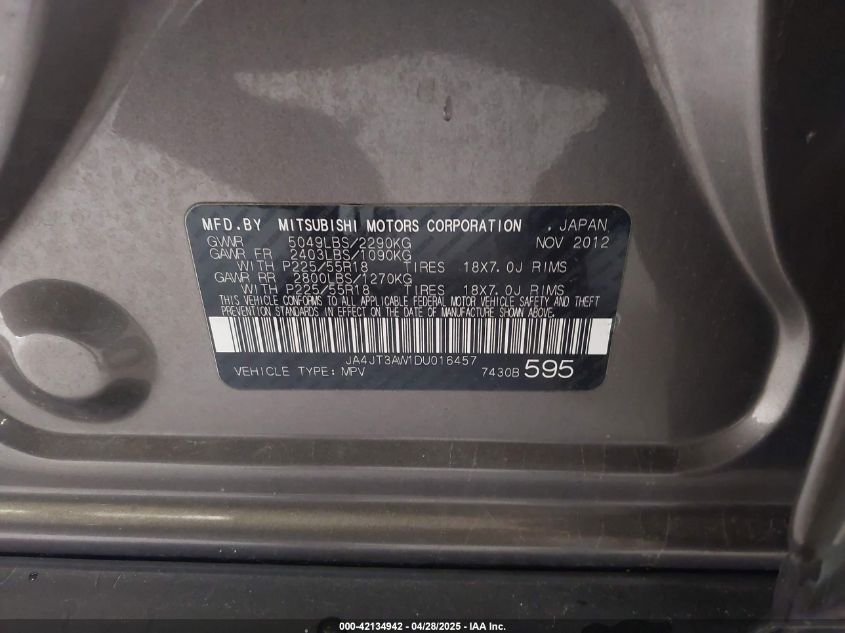 MFD.BY MITSUBISHI MOTORS CORPORATION , JAPAN
GVWR 5049LBS/2290KG NOV 2012
GAWR FR 2403LBS/1090KG
WITH P225/55R18 TIRES 18X7.0J RIMS
GAWR RR 2800LBS/1270KG
WITH P225/55R18 TIRES 18X7.0J RIMS
THIS VEHICLE CONFORMS TO ALL APPLICABLE FEDERAL MOTOR VEHICLE SAFETY AND THEFT
PREVENTION STANDARDS IN EFFECT ON THE DATE OF MANUFACTURE SHOWN ABOVE.
JA4JT3AW1DU016457
VEHICLE TYPE: MPV 7430B 595
000-42134942 - 04/28/2025 - IAA Inc.